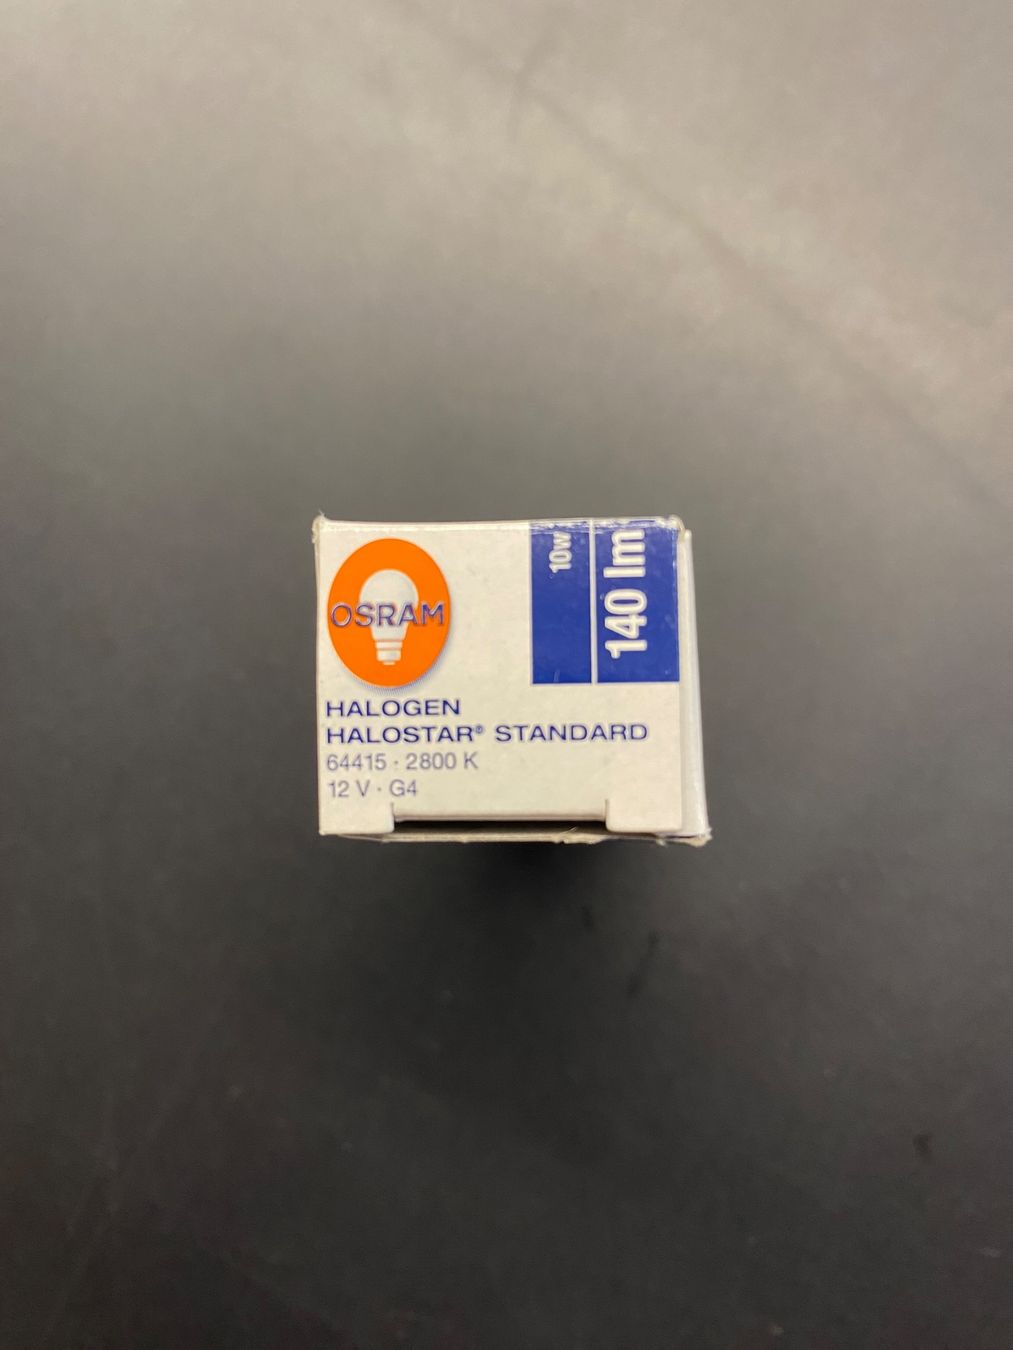 OSRAM
10w
140 lm
HALOGEN
HALOSTAR® STANDARD
64415 · 2800 K
12 V · G4